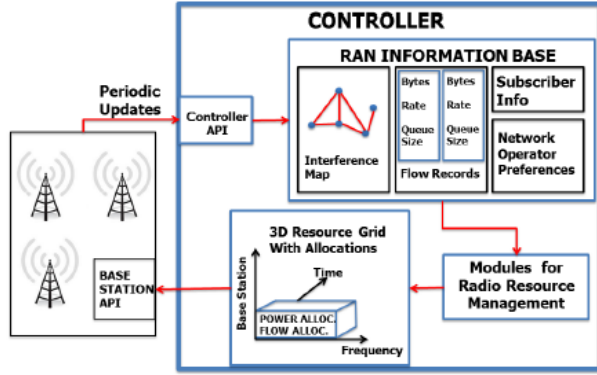 CONTROLLER
RAN INFORMATION BASE
Periodic
Updates
Controller
API
Interference
Map
Bytes
Rate
Queue
Size
Bytes
Rate
Queue
Size
Flow Records
Subscriber
Info
Network
Operator
Preferences
BASE
STATION
API
3D Resource Grid
With Allocations
Time
Base Station
POWER ALLOC.
FLOW ALLOC.
Frequency
Modules for
Radio Resource
Management